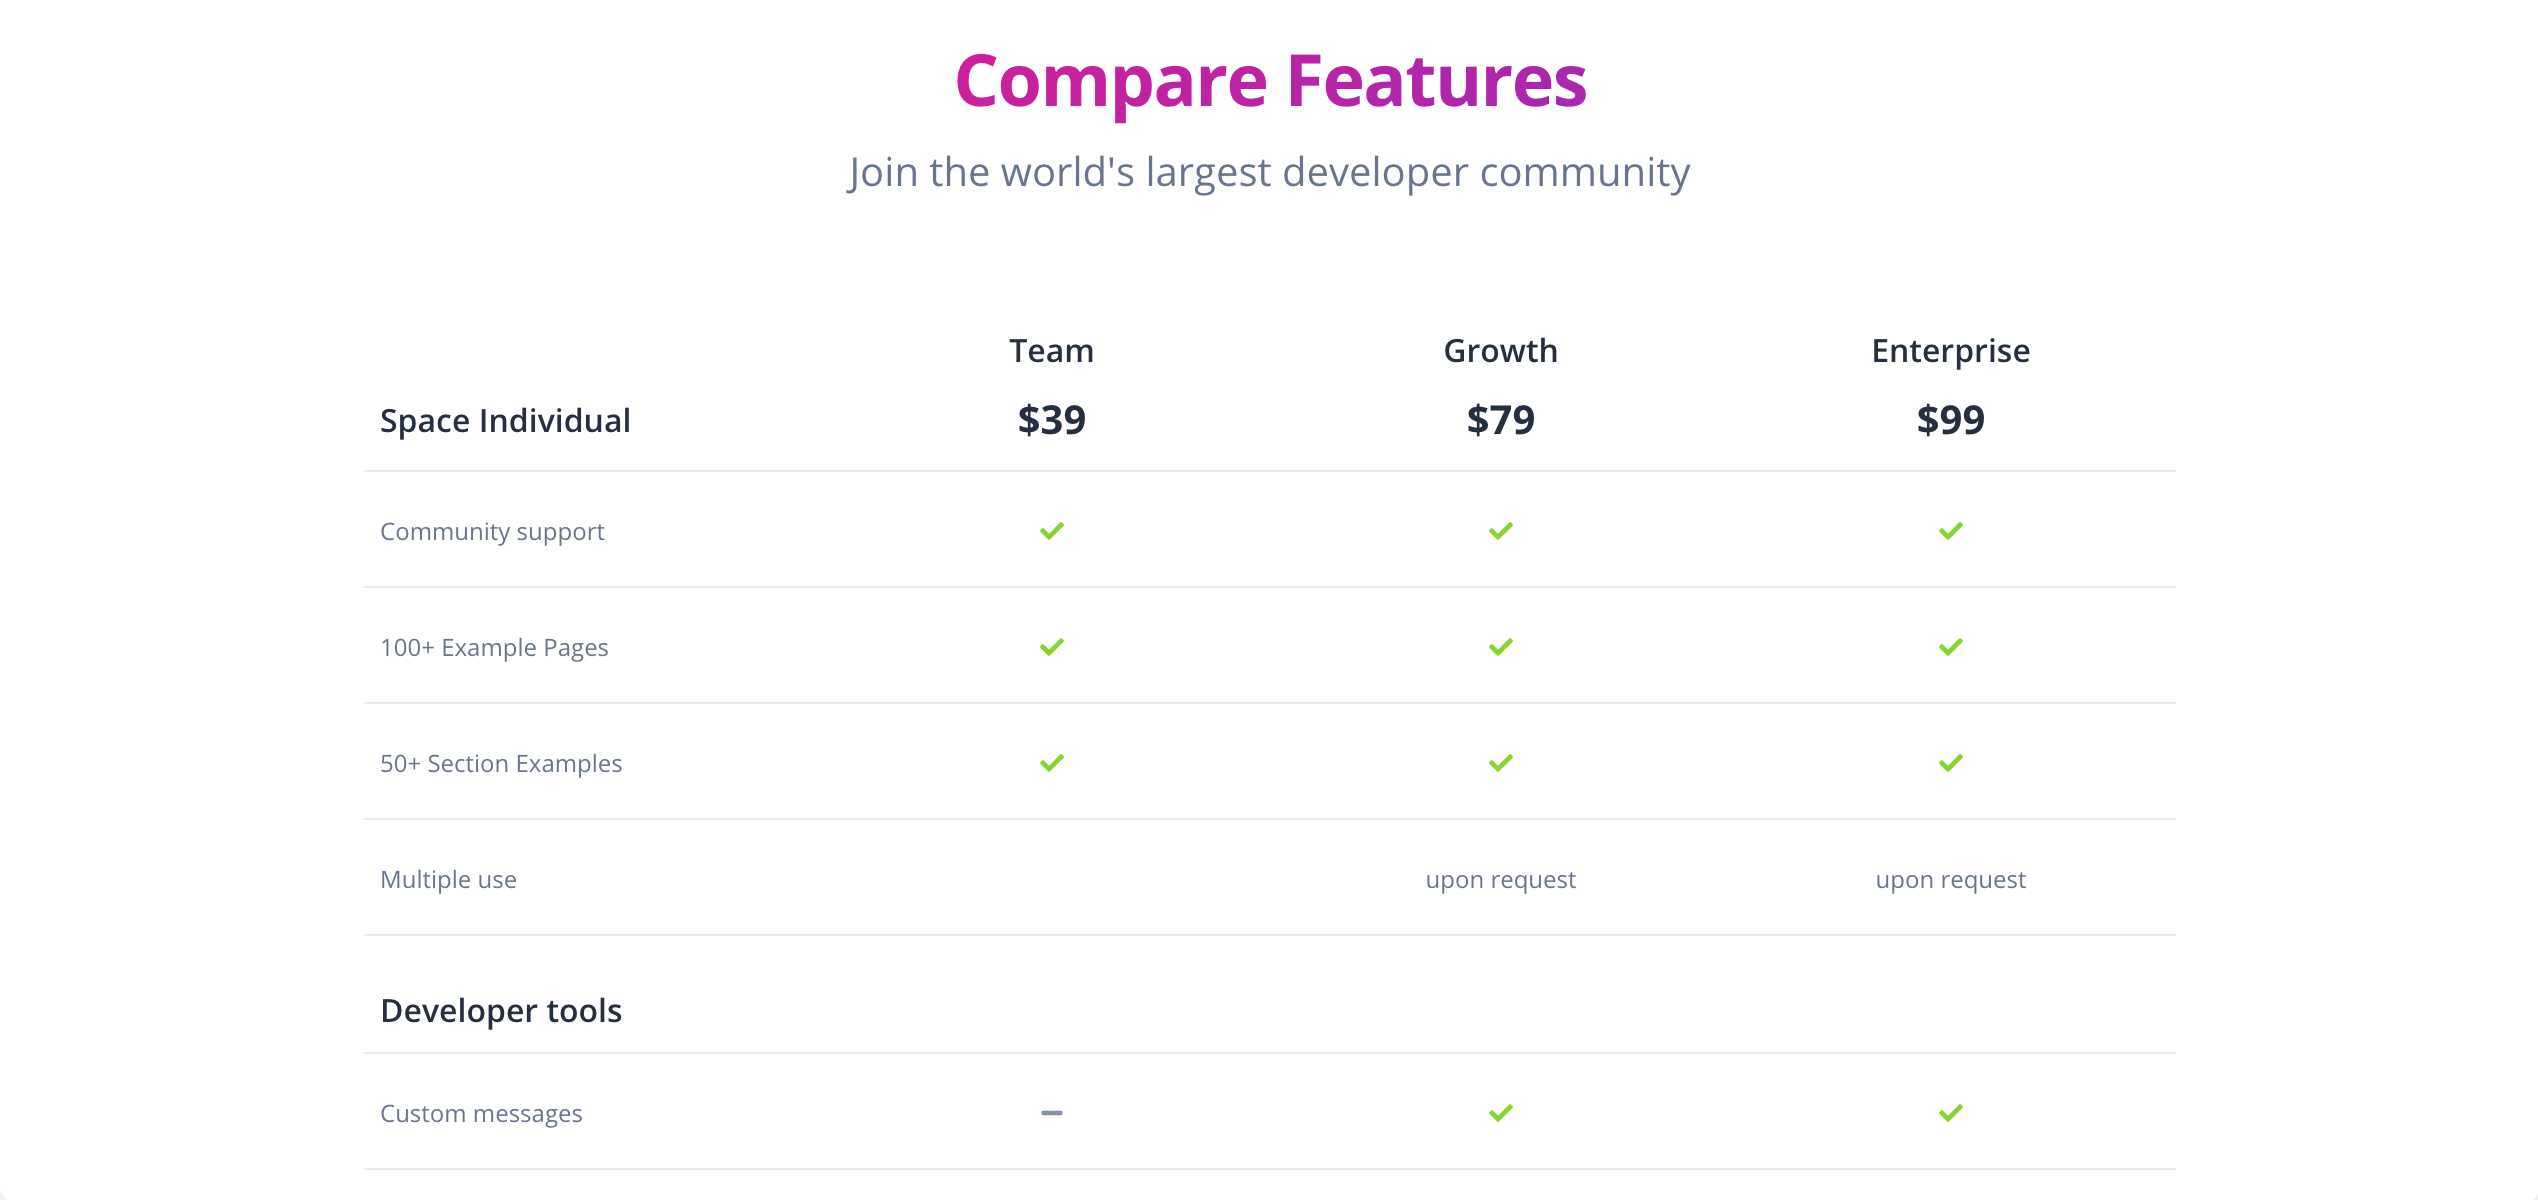 Compare Features
Join the world's largest developer community
Team Growth Enterprise
Space Individual $39 $79 $99
Community support
100+ Example Pages
50+ Section Examples
Multiple use upon request upon request
Developer tools
Custom messages